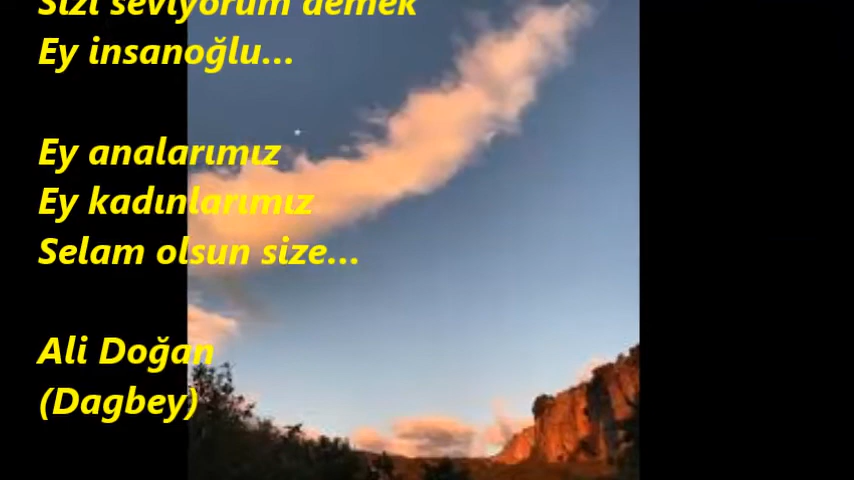 Sizi seviyorum demek
Ey insanoğlu...
Ey analarımız
Ey kadınlarımız
Selam olsun size...
Ali Doğan
(Dagbey)